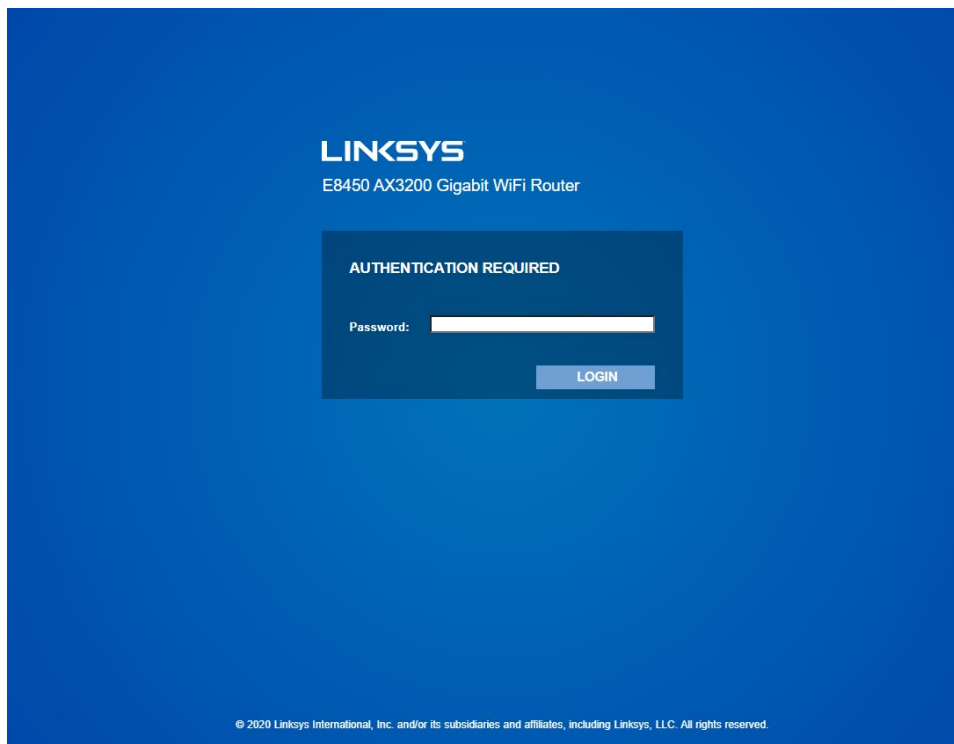 LINKSYS
E8450 AX3200 Gigabit WiFi Router
AUTHENTICATION REQUIRED
Password:
LOGIN
© 2020 Linksys International, Inc. and/or its subsidiaries and affiliates, including Linksys, LLC. All rights reserved.